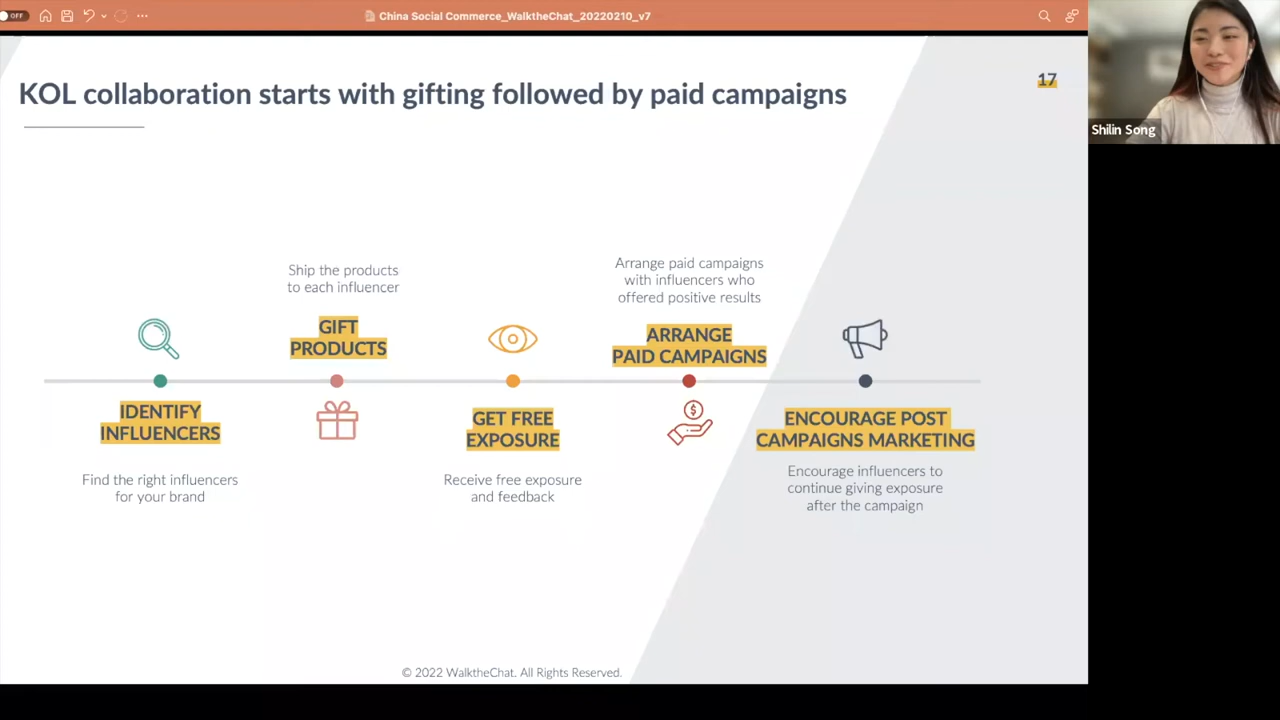 OFF
China Social Commerce_WalktheChat_20220210_v7
KOL collaboration starts with gifting followed by paid campaigns
17
Shilin Song
Ship the products
to each influencer
Arrange paid campaigns
with influencers who
offered positive results
GIFT
PRODUCTS
ARRANGE
PAID CAMPAIGNS
IDENTIFY
INFLUENCERS
GET FREE
EXPOSURE
$
ENCOURAGE POST
CAMPAIGNS MARKETING
Find the right influencers
for your brand
Receive free exposure
and feedback
Encourage influencers to
continue giving exposure
after the campaign
© 2022 WalktheChat. All Rights Reserved.